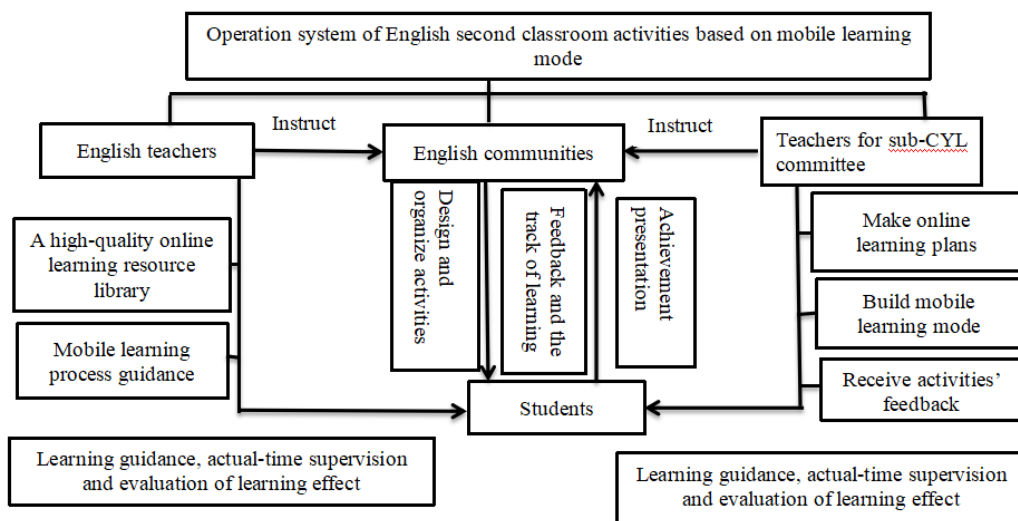 Operation system of English second classroom activities based on mobile learning
mode
Instruct
Instruct
English teachers
English communities
Teachers for sub-CYL
committee
Design and
organize activities
Feedback and the
track of learning
Achievement
presentation
A high-quality online
learning resource
library
Mobile learning
process guidance
Make online
learning plans
Build mobile
learning mode
Receive activities’
feedback
Students
Learning guidance, actual-time supervision
and evaluation of learning effect
Learning guidance, actual-time supervision
and evaluation of learning effect